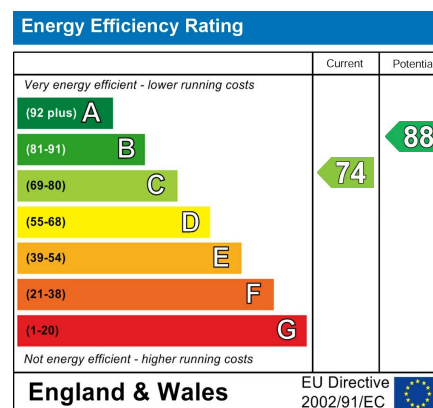 Energy Efficiency Rating
Current
Potentia
Very energy efficient - lower running costs
(92 plus) A
(81-91) B
(69-80) C
(55-68) D
(39-54) E
(21-38) F
(1-20) G
74
88
Not energy efficient - higher running costs
England & Wales
EU Directive
2002/91/EC